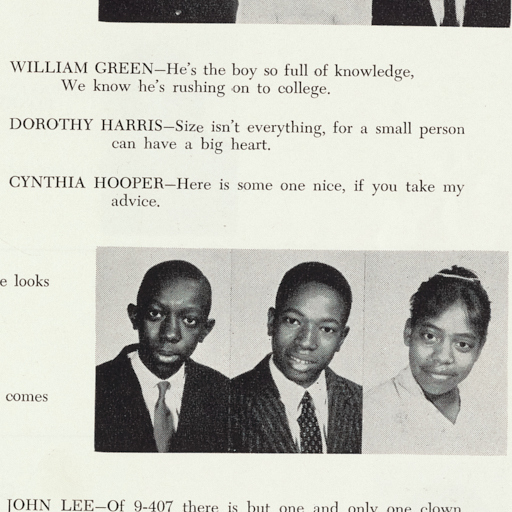 WILLIAM GREEN—He's the boy so full of knowledge,
We know he's rushing on to college.
DOROTHY HARRIS—Size isn't everything, for a small person
can have a big heart.
CYNTHIA HOOPER—Here is some one nice, if you take my
advice.
looks
comes
JOHN LEE—Of 9-407 there is but one and only one clown